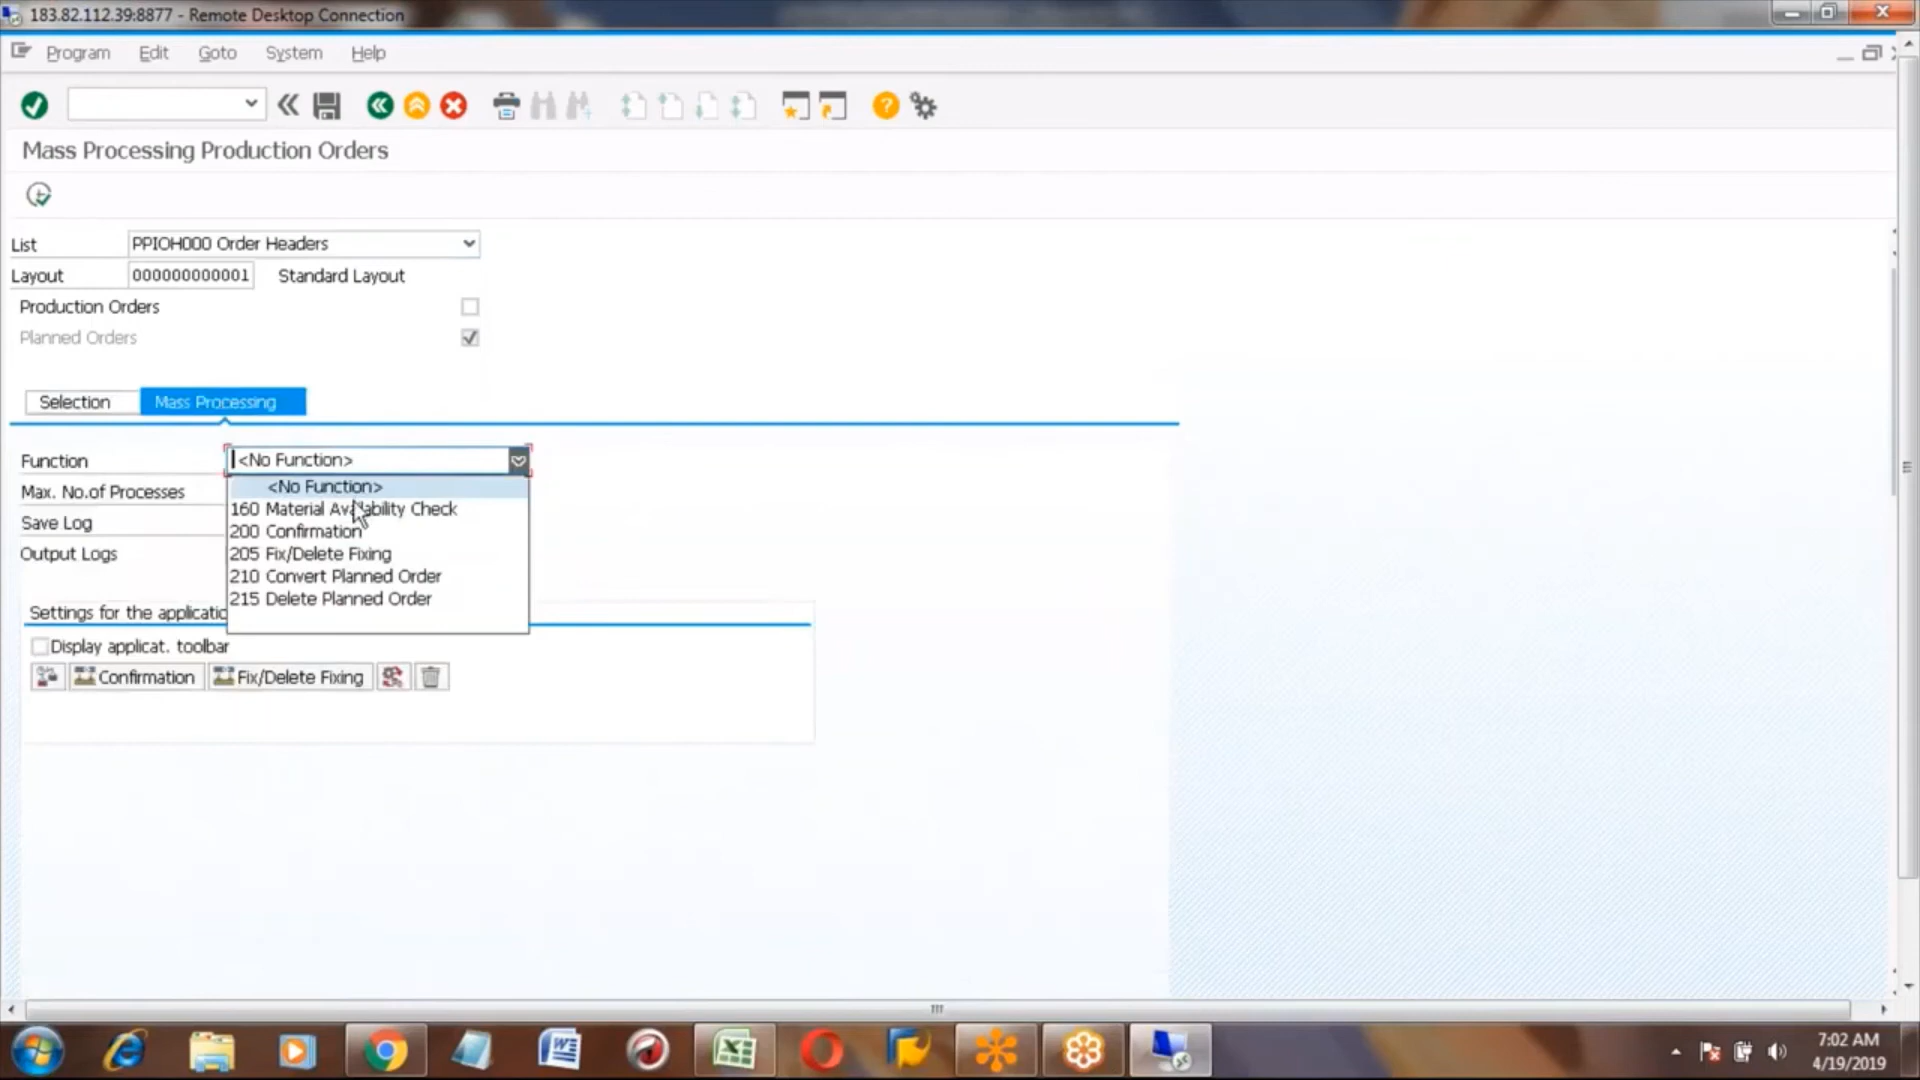 183.82.112.39:8877 - Remote Desktop Connection
Program Edit Goto System Help
Mass Processing Production Orders
List PPIOH000 Order Headers
Layout 000000000001 Standard Layout
Production Orders
Planned Orders
Selection Mass Processing
Function <No Function>
<No Function>
Max. No.of Processes
160 Material Availability Check
Save Log
200 Confirmation
Output Logs
205 Fix/Delete Fixing
210 Convert Planned Order
215 Delete Planned Order
Settings for the applicatio
Display applicat. toolbar
Confirmation Fix/Delete Fixing
7:02 AM
4/19/2019